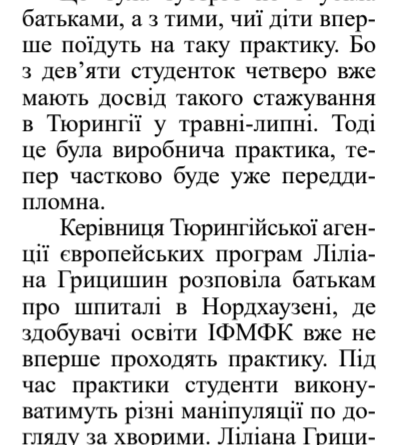 батьками, а з тими, чиї діти впер-
ше поїдуть на таку практику. Бо
з дев’яти студенток четверо вже
мають досвід такого стажування
в Тюрингії у травні-липні. Тоді
це була виробнича практика, те-
пер частково буде уже передди-
пломна.
Керівниця Тюрингійської аген-
ції європейських програм Ліліа-
на Грицишин розповіла батькам
про шпиталі в Нордхаузені, де
здобувачі освіти ІФМФК вже не
вперше проходять практику. Під
час практики студенти викону-
ватимуть різні маніпуляції по до-
гляду за хворими. Ліліана Грици-